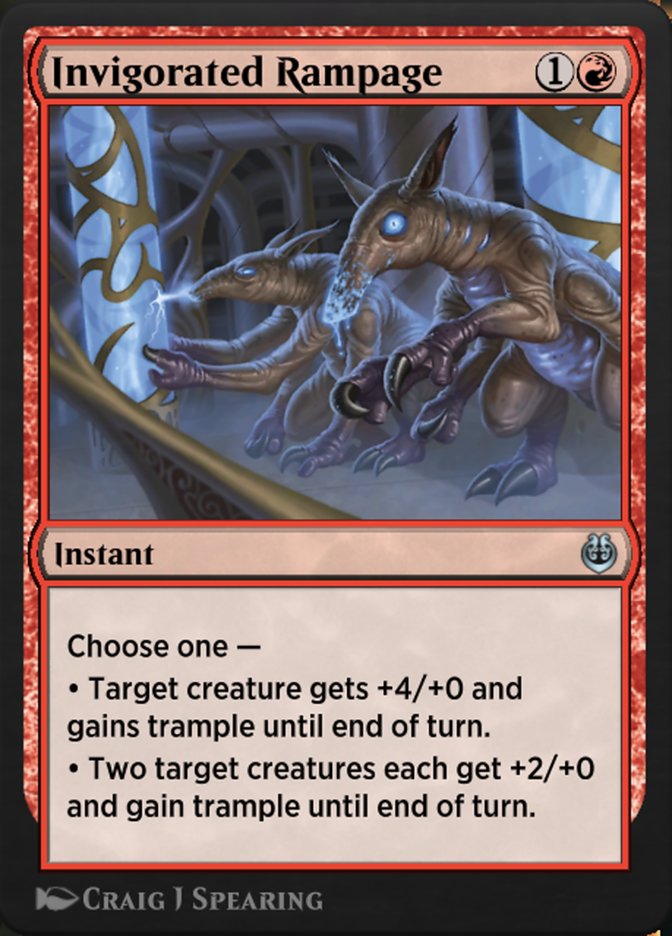 Invigorated Rampage 1
Instant
Choose one —
• Target creature gets +4/+0 and
gains trample until end of turn.
• Two target creatures each get +2/+0
and gain trample until end of turn.
Craig J Spearing